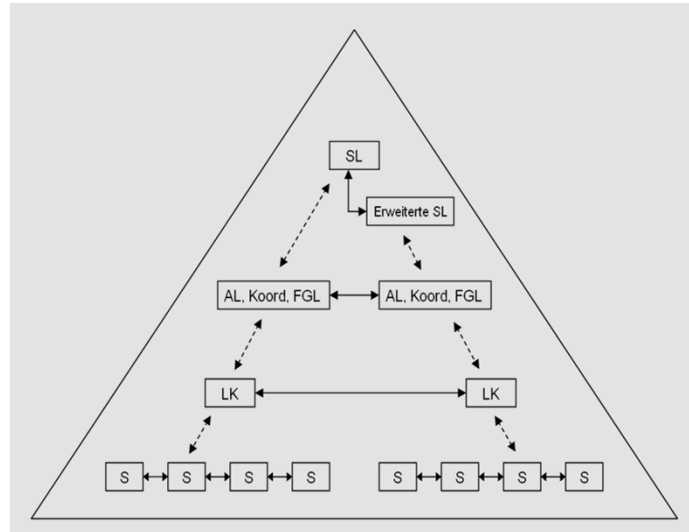 SL
Erweiterte SL
AL, Koord, FGL AL, Koord, FGL
LK LK
S S S S S S S S